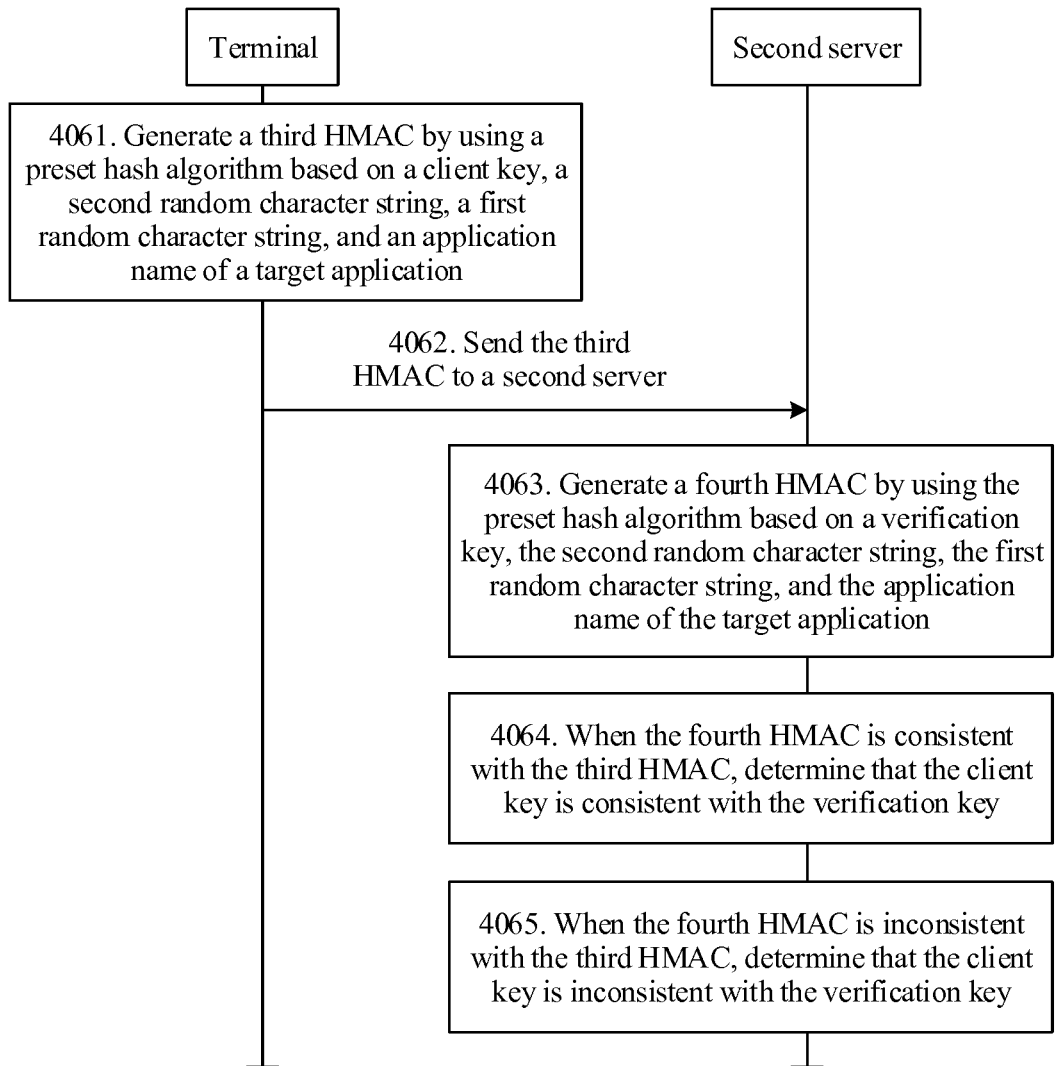 Terminal
Second server
4061. Generate a third HMAC by using a
preset hash algorithm based on a client key, a
second random character string, a first
random character string, and an application
name of a target application
4062. Send the third
HMAC to a second server
4063. Generate a fourth HMAC by using the
preset hash algorithm based on a verification
key, the second random character string, the first
random character string, and the application
name of the target application
4064. When the fourth HMAC is consistent
with the third HMAC, determine that the client
key is consistent with the verification key
4065. When the fourth HMAC is inconsistent
with the third HMAC, determine that the client
key is inconsistent with the verification key